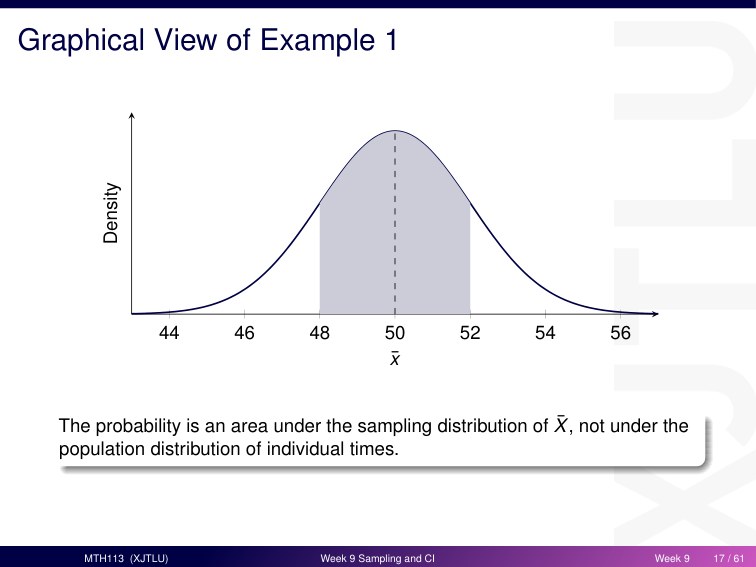 Graphical View of Example 1
Density
44 46 48 50 52 54 56
x̄
The probability is an area under the sampling distribution of X̄, not under the
population distribution of individual times.
XJTLU
MTH113 (XJTLU) Week 9 Sampling and CI Week 9 17 / 61